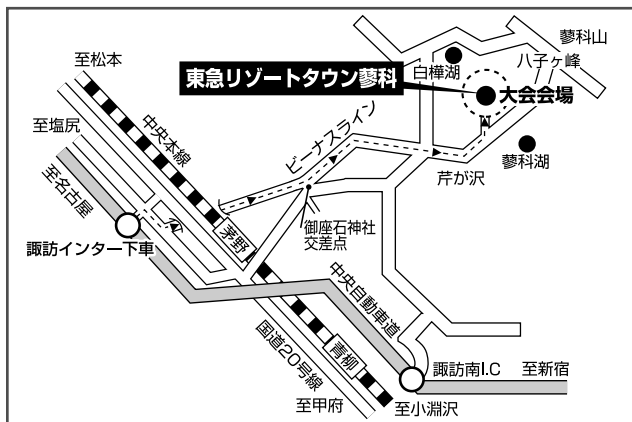 蓼科山
八子ヶ峰
白樺湖
東急リゾートタウン蓼科
大会会場
至松本
ビーナスライン
中央本線
至塩尻
蓼科湖
芹が沢
至名古屋
御座石神社
交差点
茅野
諏訪インター下車
中央自動車道
国道20号線
青柳
諏訪南I.C
至新宿
至甲府
至小淵沢